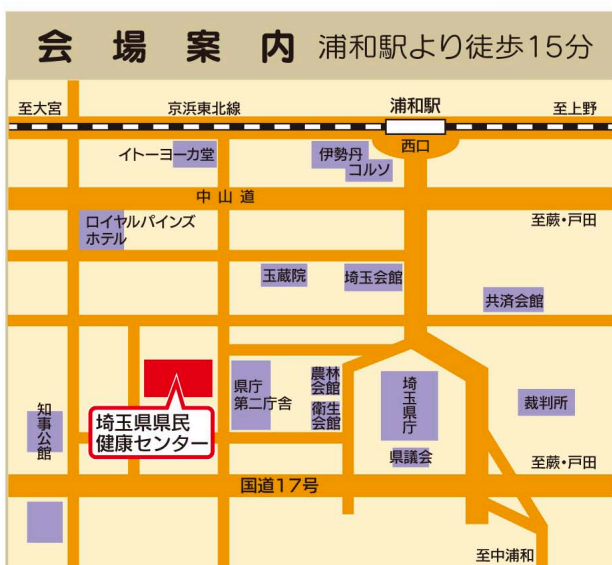 会場案内 浦和駅より徒歩15分
至大宮 京浜東北線 浦和駅 至上野
西口
イトーヨーカ堂 伊勢丹
コルソ
中山道
ロイヤルパインズ
ホテル
至蕨・戸田
玉蔵院 埼玉会館
共済会館
農林
会館
県庁
第二庁舎
衛生
会館
埼玉県庁
裁判所
知事公館
埼玉県県民
健康センター
県議会
至蕨・戸田
国道17号
至中浦和